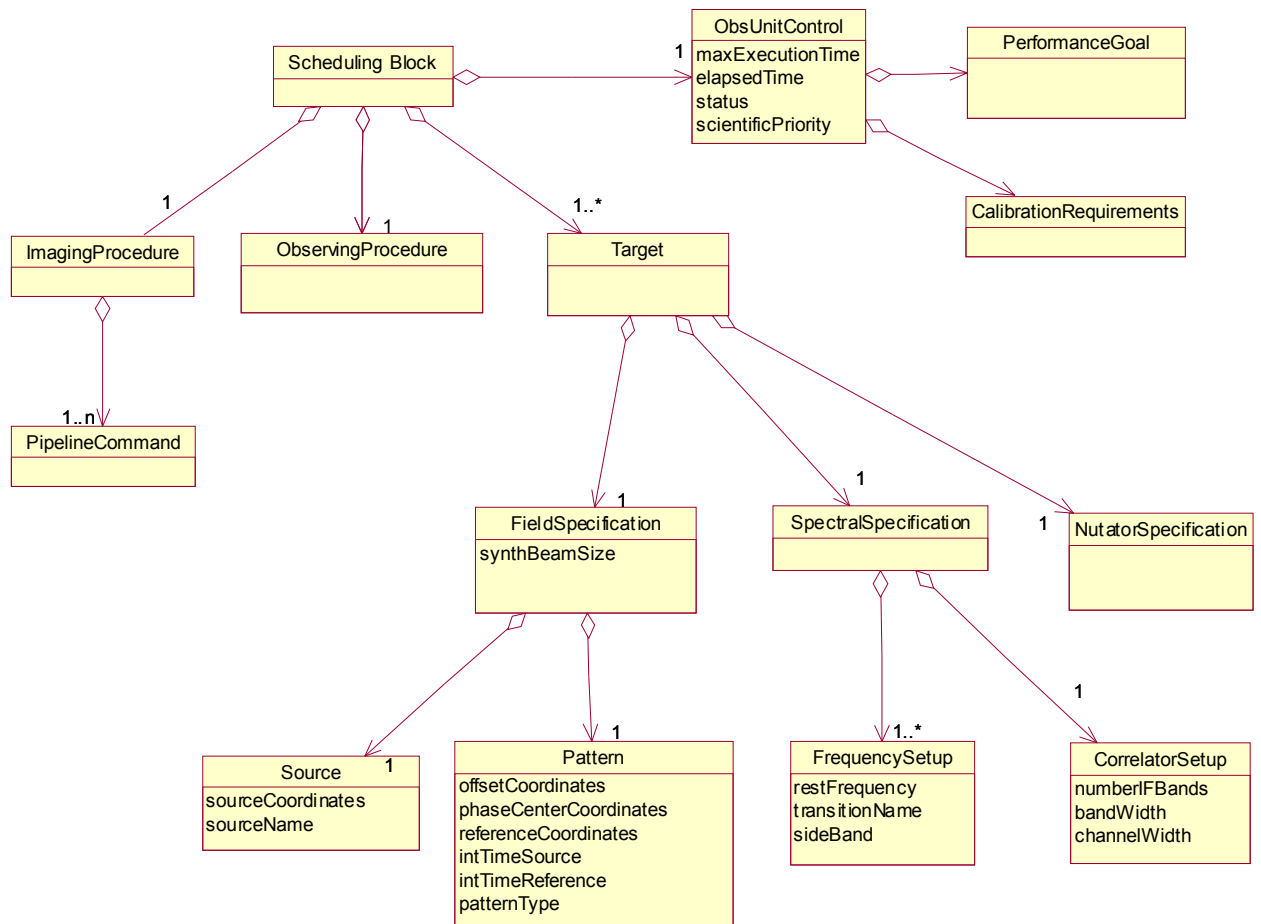 ObsUnitControl
maxExecutionTime
elapsedTime
status
scientificPriority
PerformanceGoal
Scheduling Block
1
CalibrationRequirements
1
1
1..*
ImagingProcedure
ObservingProcedure
Target
1..n
PipelineCommand
1
1
1
FieldSpecification
synthBeamSize
SpectralSpecification
NutatorSpecification
1
1
1..*
1
Source
sourceCoordinates
sourceName
Pattern
offsetCoordinates
phaseCenterCoordinates
referenceCoordinates
intTimeSource
intTimeReference
patternType
FrequencySetup
restFrequency
transitionName
sideBand
CorrelatorSetup
numberIFBands
bandWidth
channelWidth